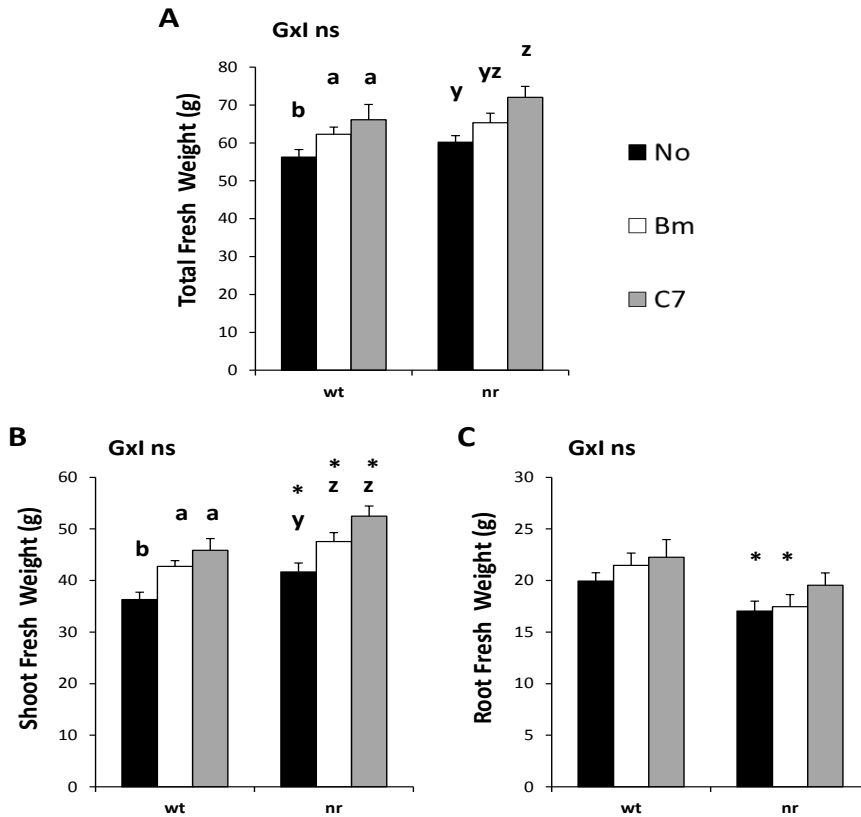 A
GxI ns
Total Fresh Weight (g)
80
70
60
50
40
30
20
10
0
b
a
a
y
yz
z
wt
nr
No
Bm
C7
B
GxI ns
Shoot Fresh Weight (g)
60
50
40
30
20
10
0
b
a
a
*
*
*
y
z
z
wt
nr
C
GxI ns
Root Fresh Weight (g)
30
25
20
15
10
5
0
*
*
wt
nr